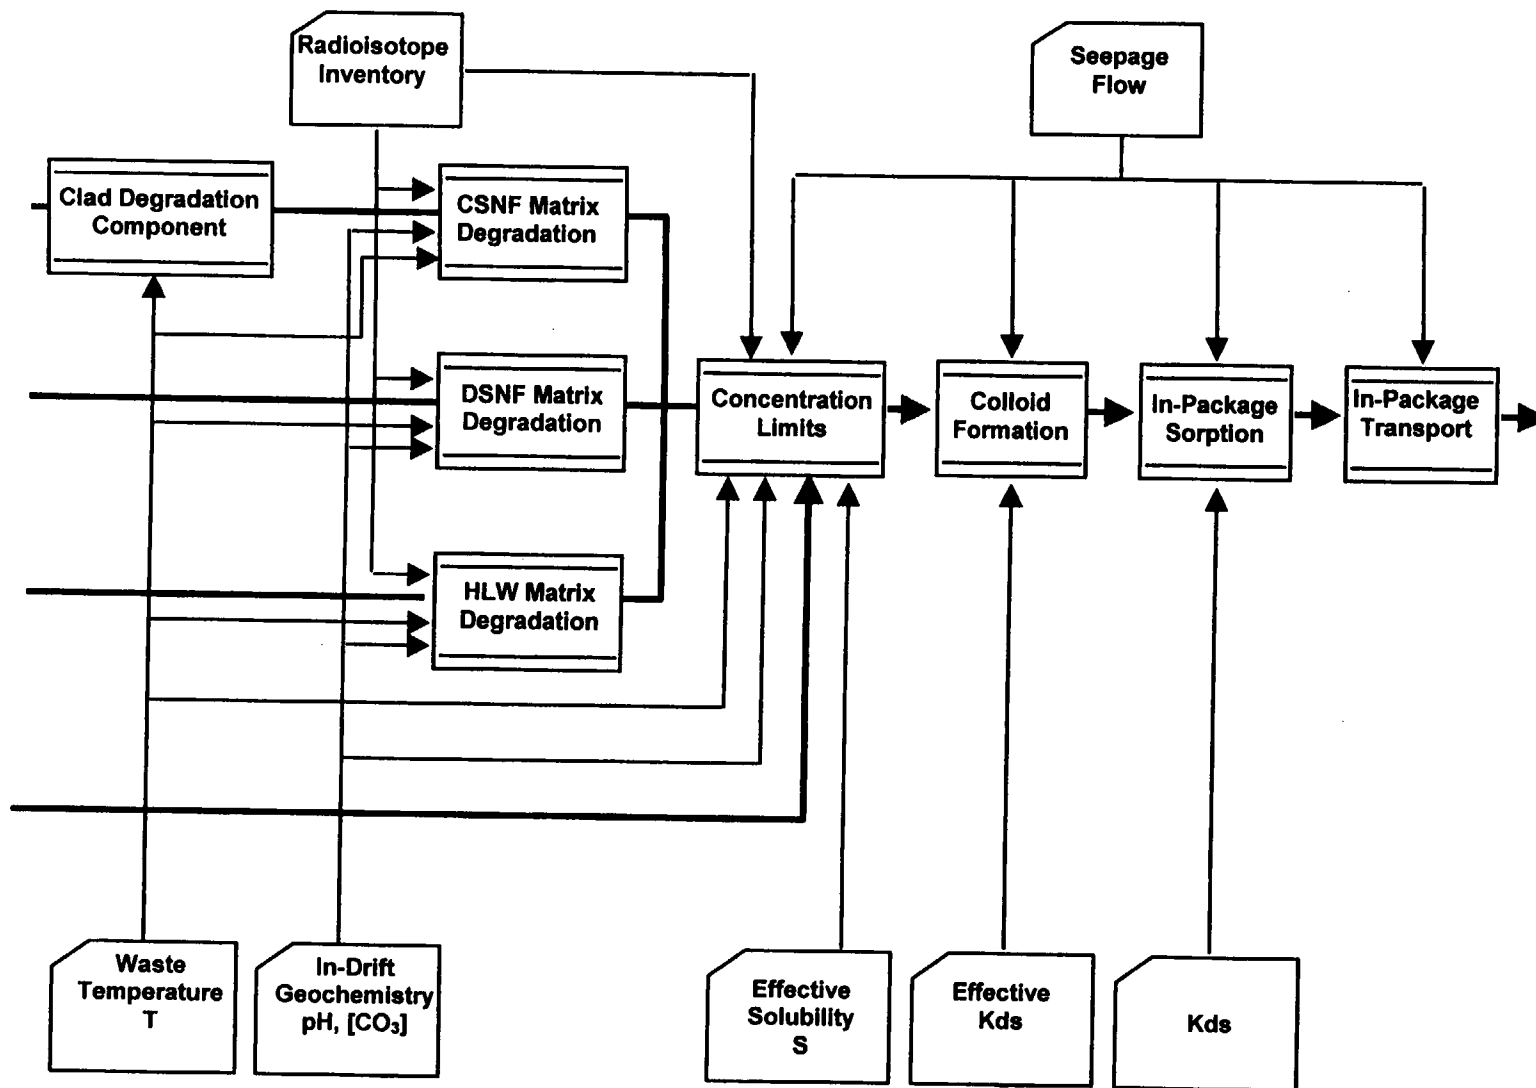 Radioisotope
Inventory
Seepage
Flow
Clad Degradation
Component
CSNF Matrix
Degradation
DSNF Matrix
Degradation
Concentration
Limits
Colloid
Formation
In-Package
Sorption
In-Package
Transport
HLW Matrix
Degradation
Waste
Temperature
T
In-Drift
Geochemistry
pH, [CO₃]
Effective
Solubility
S
Effective
Kds
Kds